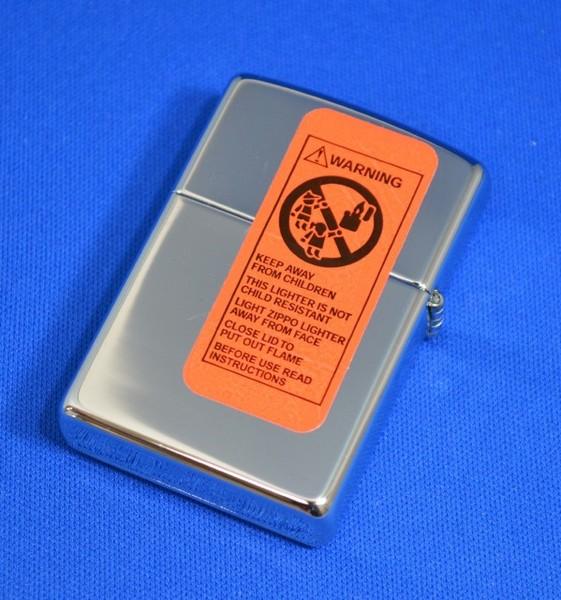 WARNING
KEEP AWAY
FROM CHILDREN
THIS LIGHTER IS NOT
CHILD RESISTANT
LIGHT ZIPPO LIGHTER
AWAY FROM FACE
CLOSE LID TO
PUT OUT FLAME
BEFORE USE READ
INSTRUCTIONS